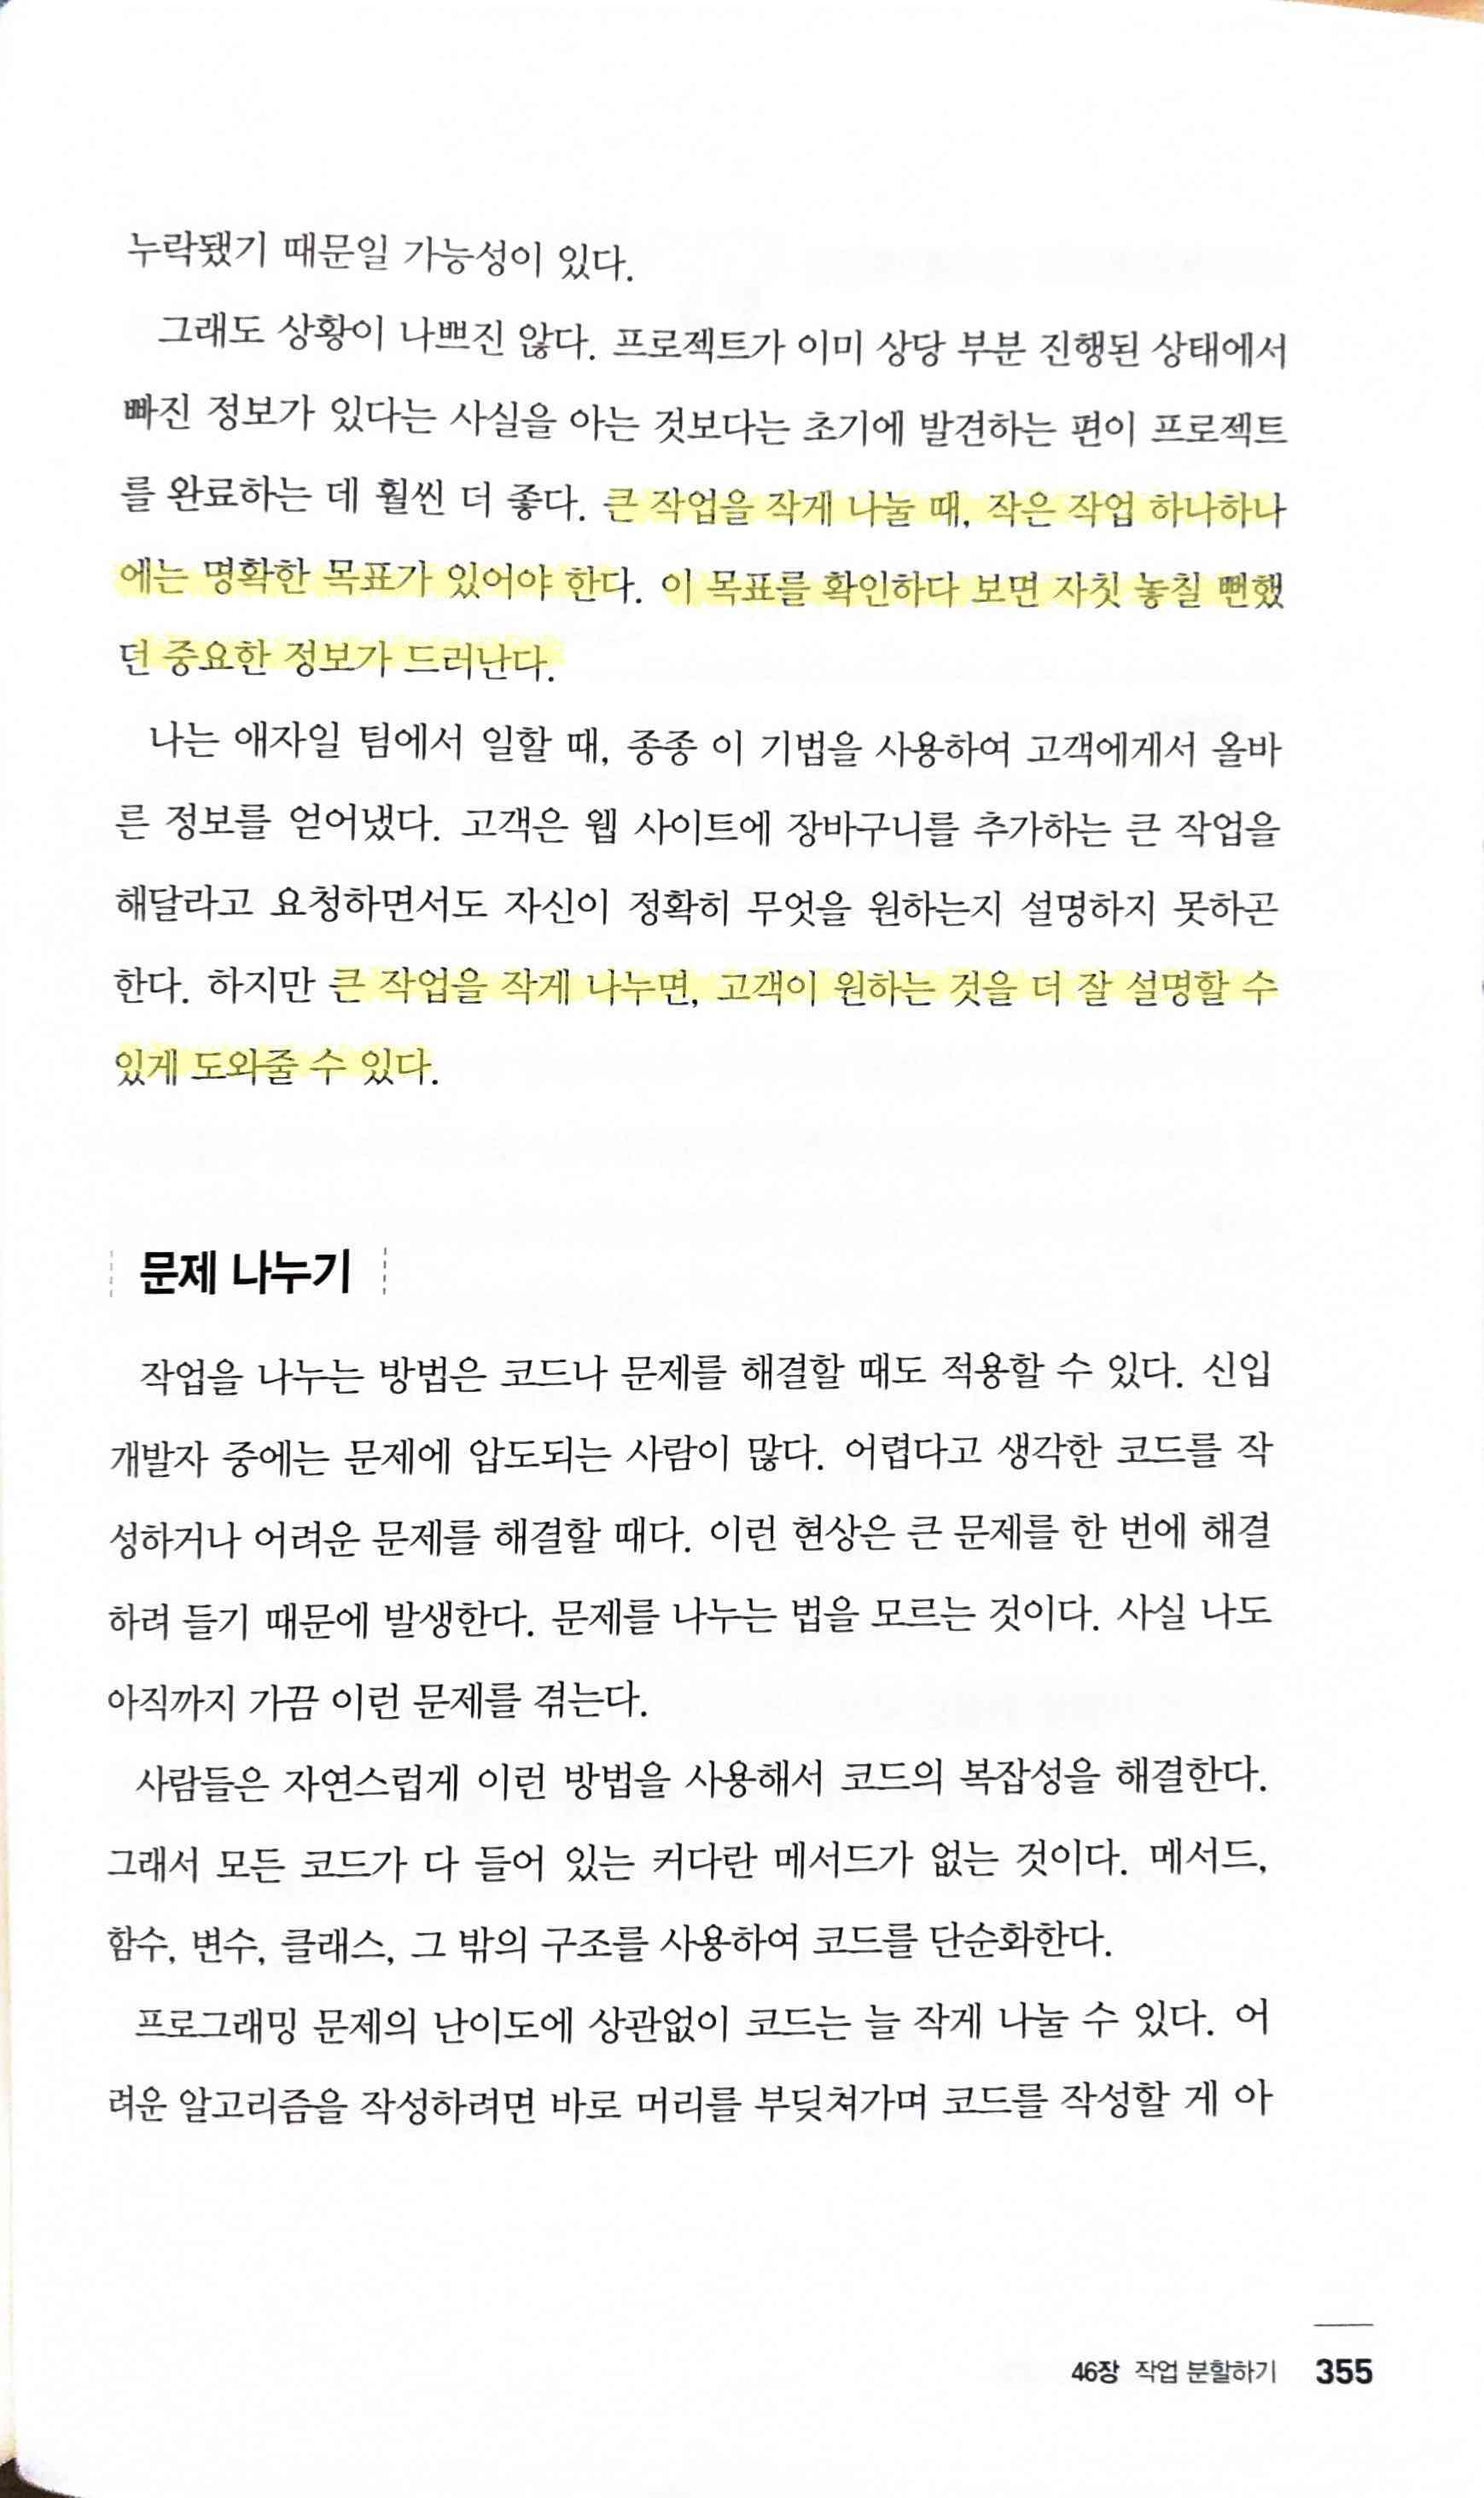 누락됐기 때문일 가능성이 있다.
그래도 상황이 나쁘진 않다. 프로젝트가 이미 상당 부분 진행된 상태에서
빠진 정보가 있다는 사실을 아는 것보다는 초기에 발견하는 편이 프로젝트
를 완료하는 데 훨씬 더 좋다. 큰 작업을 작게 나눌 때, 작은 작업 하나하나
에는 명확한 목표가 있어야 한다. 이 목표를 확인하다 보면 자칫 놓칠 뻔했
던 중요한 정보가 드러난다.
나는 애자일 팀에서 일할 때, 종종 이 기법을 사용하여 고객에게서 올바
른 정보를 얻어냈다. 고객은 웹 사이트에 장바구니를 추가하는 큰 작업을
해달라고 요청하면서도 자신이 정확히 무엇을 원하는지 설명하지 못하곤
한다. 하지만 큰 작업을 작게 나누면, 고객이 원하는 것을 더 잘 설명할 수
있게 도와줄 수 있다.
문제 나누기
작업을 나누는 방법은 코드나 문제를 해결할 때도 적용할 수 있다. 신입
개발자 중에는 문제에 압도되는 사람이 많다. 어렵다고 생각한 코드를 작
성하거나 어려운 문제를 해결할 때다. 이런 현상은 큰 문제를 한 번에 해결
하려 들기 때문에 발생한다. 문제를 나누는 법을 모르는 것이다. 사실 나도
아직까지 가끔 이런 문제를 겪는다.
사람들은 자연스럽게 이런 방법을 사용해서 코드의 복잡성을 해결한다.
그래서 모든 코드가 다 들어 있는 커다란 메서드가 없는 것이다. 메서드,
함수, 변수, 클래스, 그 밖의 구조를 사용하여 코드를 단순화한다.
프로그래밍 문제의 난이도에 상관없이 코드는 늘 작게 나눌 수 있다. 어
려운 알고리즘을 작성하려면 바로 머리를 부딪쳐가며 코드를 작성할 게 아
46장 작업 분할하기 355